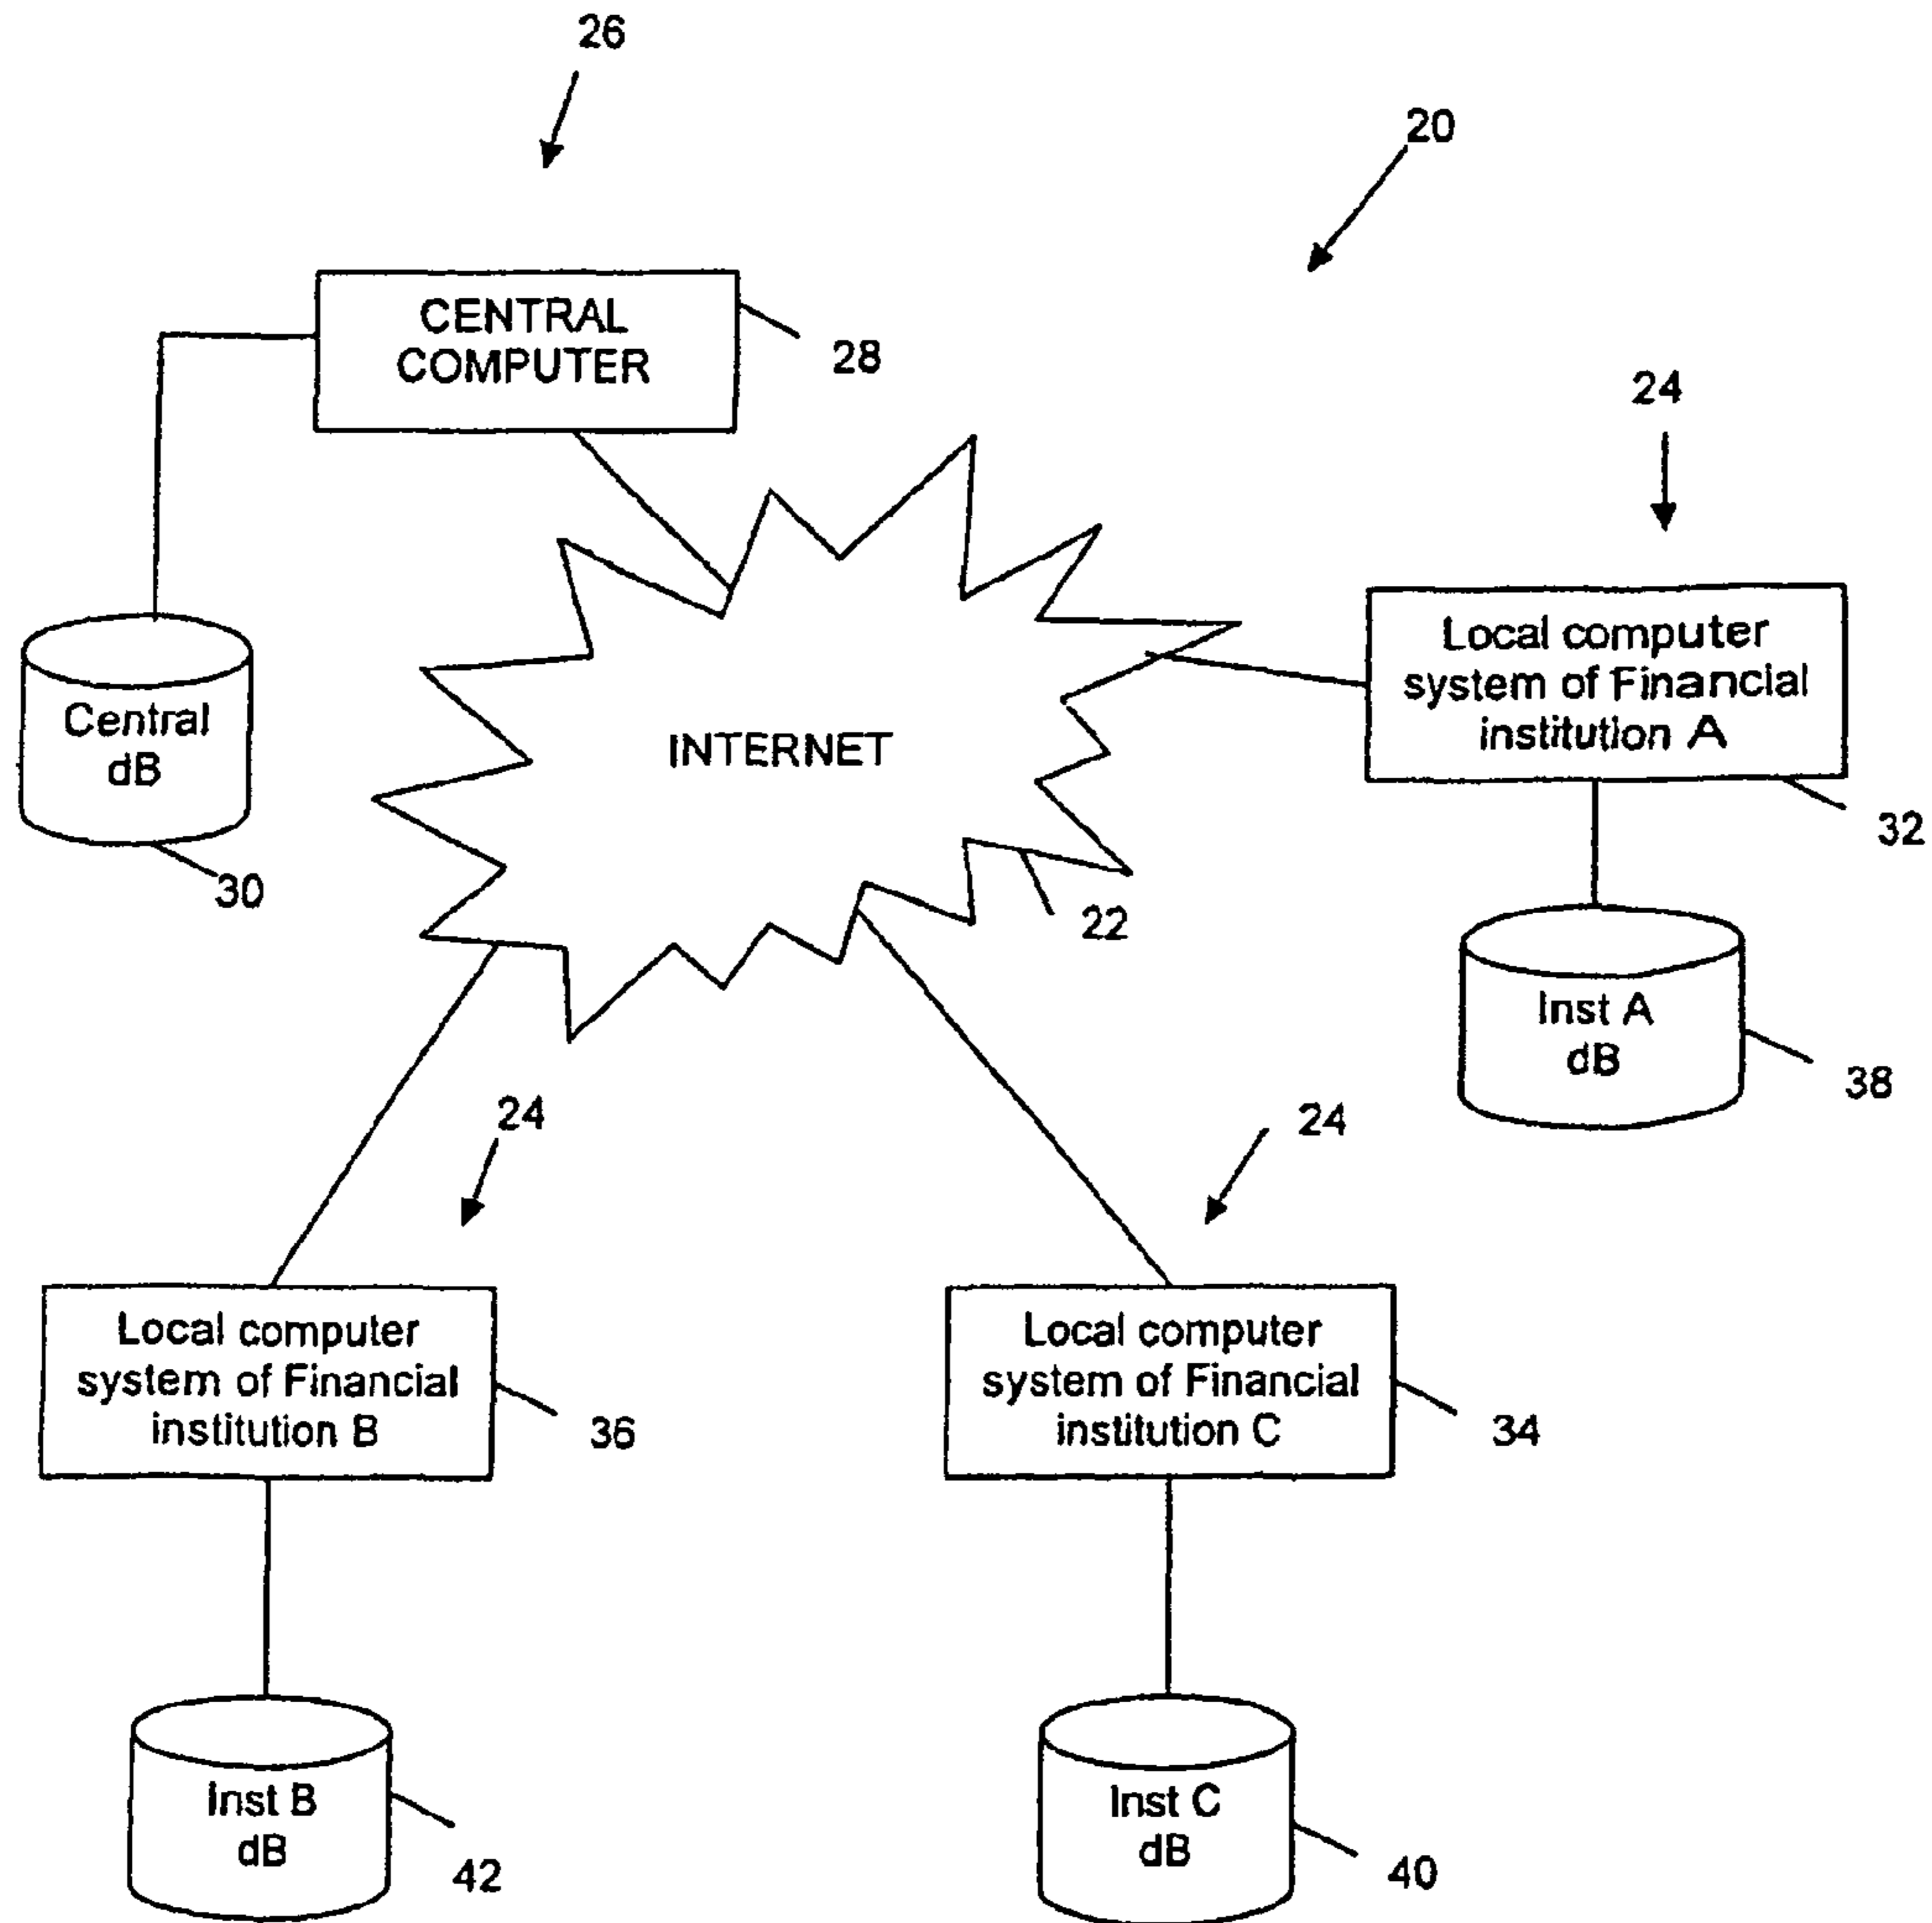 26
20
CENTRAL
COMPUTER
28
24
Local computer
system of Financial
institution A
32
Central
dB
30
INTERNET
22
Inst A
dB
38
24
24
Local computer
system of Financial
institution B
36
Local computer
system of Financial
institution C
34
Inst B
dB
42
Inst C
dB
40